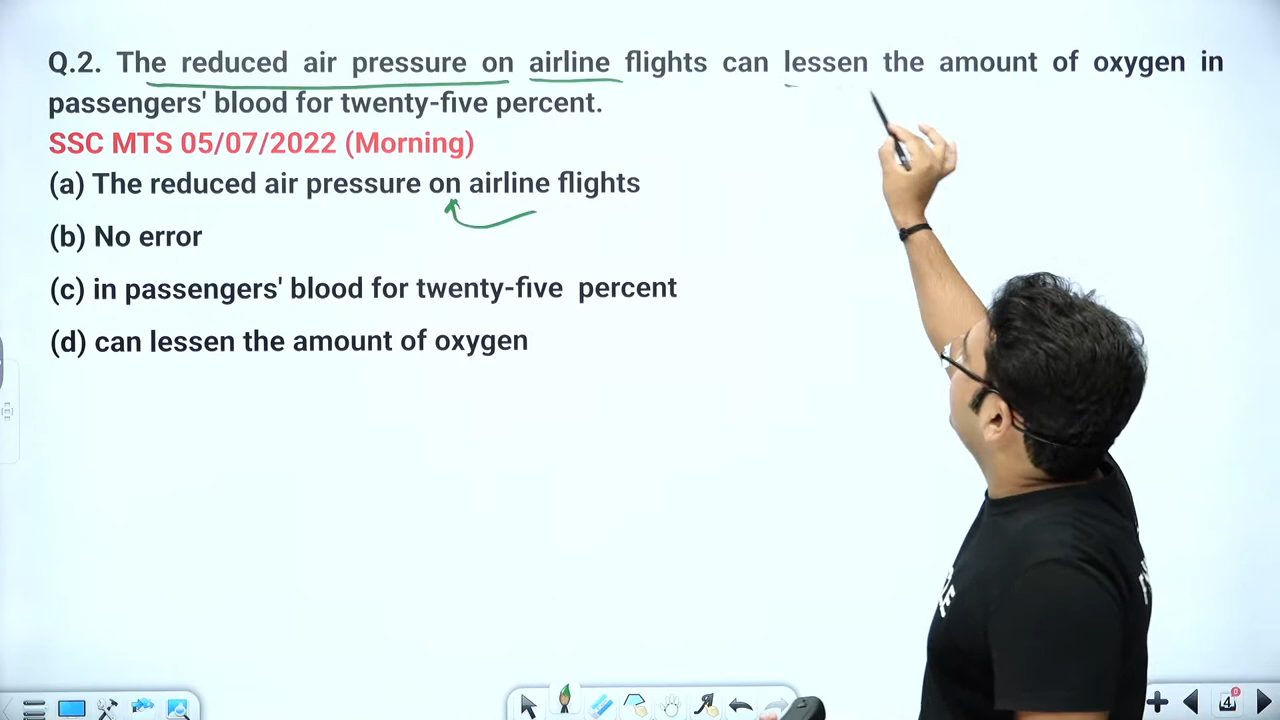 Q.2. The reduced air pressure on airline flights can lessen the amount of oxygen in
passengers' blood for twenty-five percent.
SSC MTS 05/07/2022 (Morning)
(a) The reduced air pressure on airline flights
(b) No error
(c) in passengers' blood for twenty-five percent
(d) can lessen the amount of oxygen